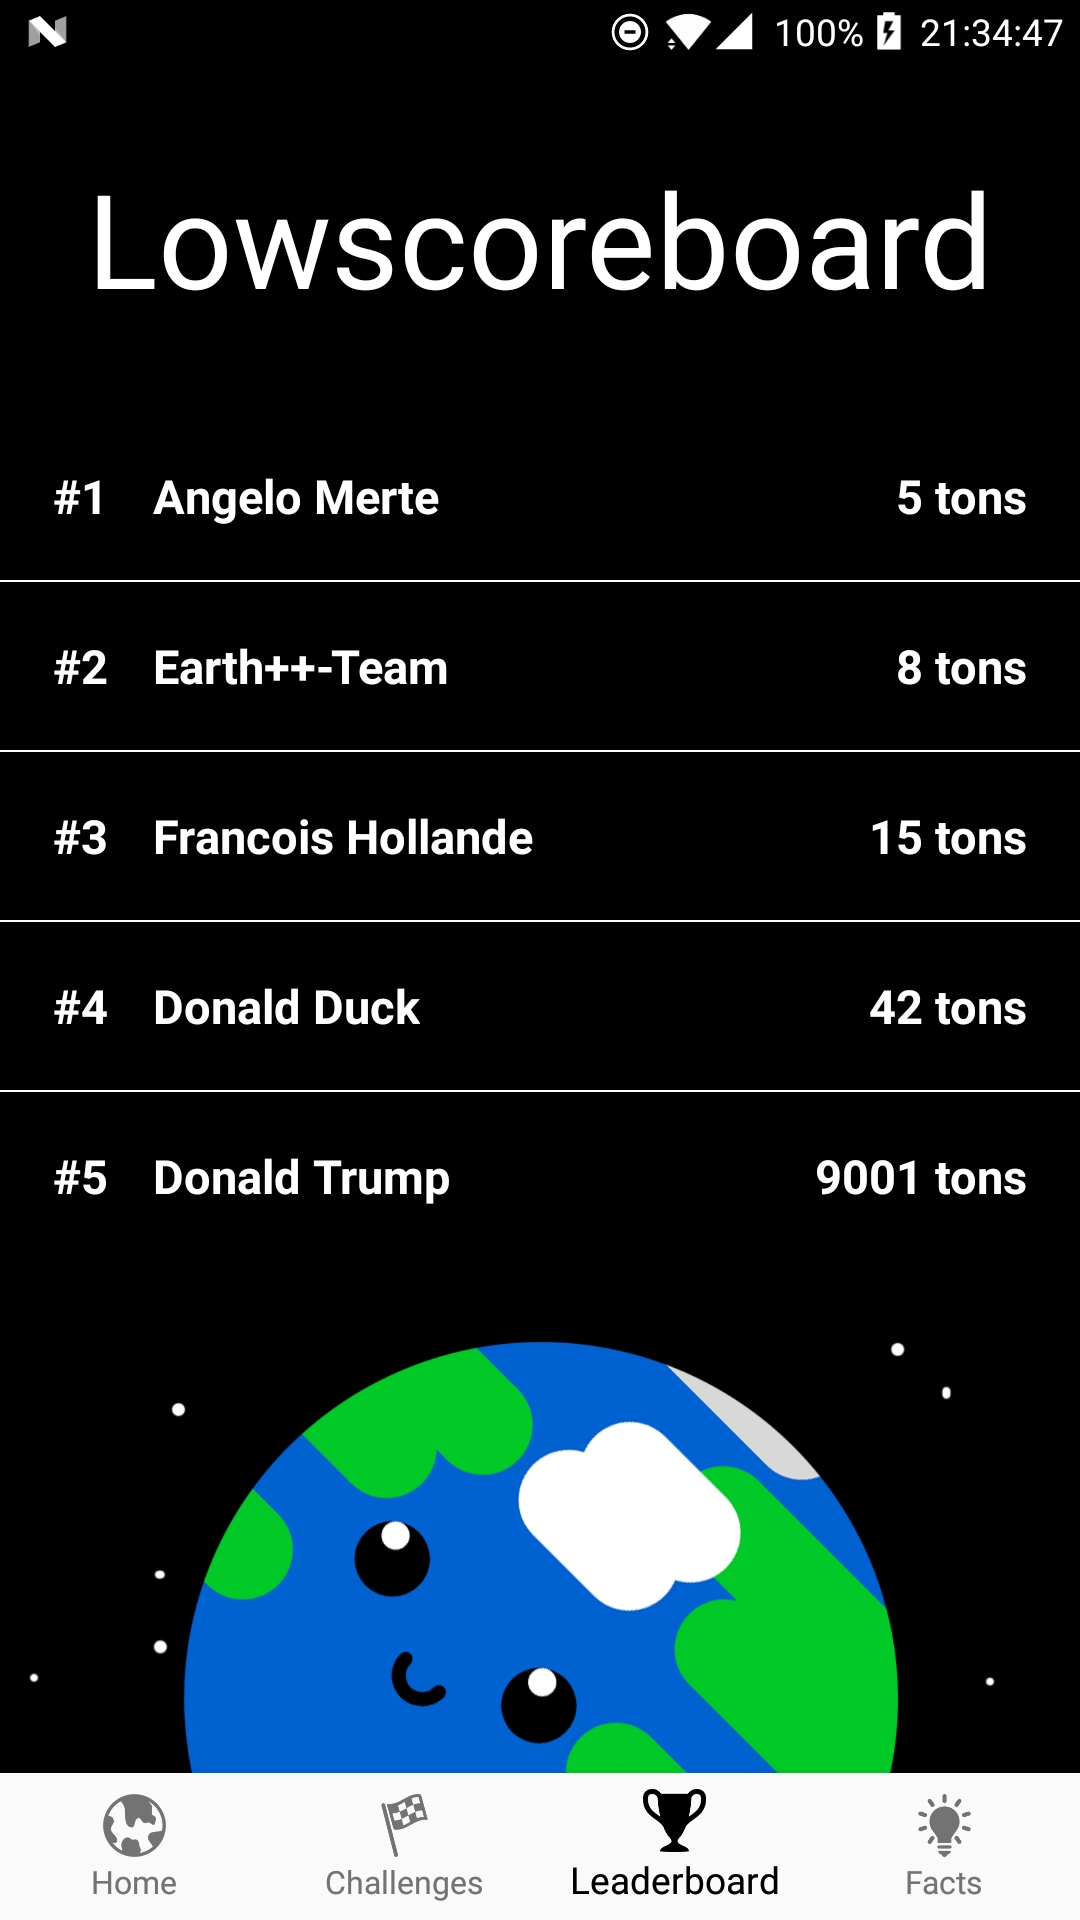 100% 21:34:47
Lowscoreboard
#1 Angelo Merte 5 tons
#2 Earth++-Team 8 tons
#3 Francois Hollande 15 tons
#4 Donald Duck 42 tons
#5 Donald Trump 9001 tons
Home Challenges Leaderboard Facts